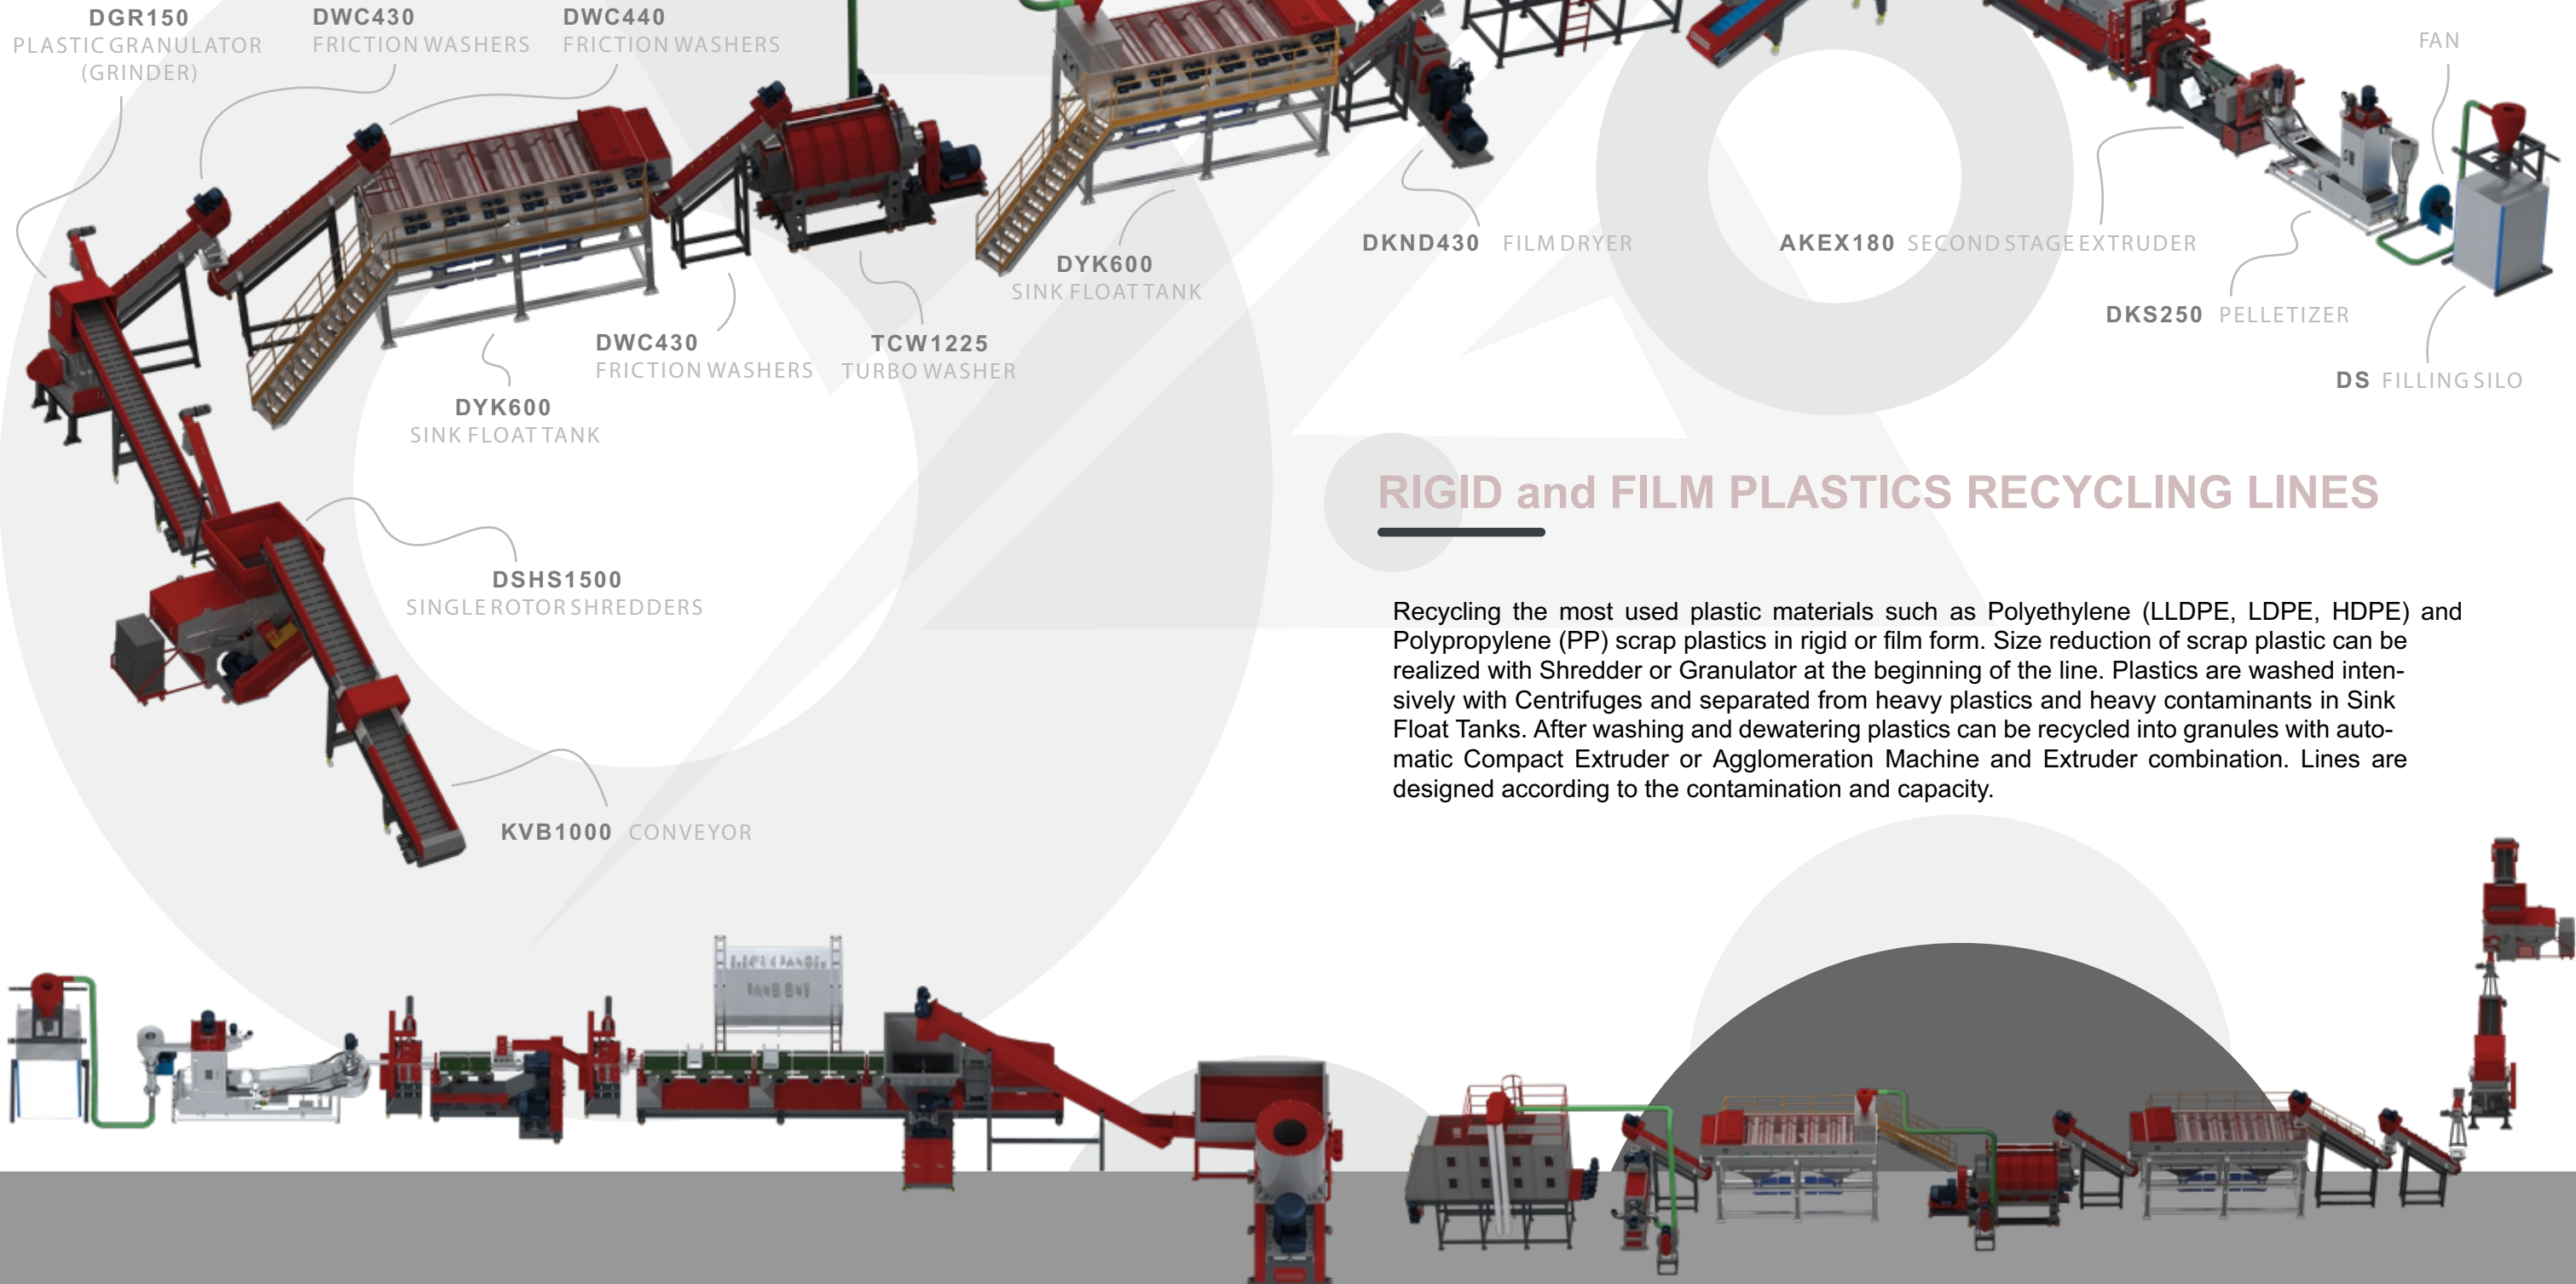 DGR150
PLASTIC GRANULATOR
(GRINDER)
DWC430
FRICTION WASHERS
DWC440
FRICTION WASHERS
FAN
DYK600
SINK FLOAT TANK
DKND430 FILM DRYER
AKEX180 SECOND STAGE EXTRUDER
DKS250 PELLETIZER
DS FILLING SILO
DWC430
FRICTION WASHERS
TCW1225
TURBO WASHER
DYK600
SINK FLOAT TANK
DSHS1500
SINGLE ROTOR SHREDDERS
KVB1000 CONVEYOR
RIGID and FILM PLASTICS RECYCLING LINES
Recycling the most used plastic materials such as Polyethylene (LLDPE, LDPE, HDPE) and
Polypropylene (PP) scrap plastics in rigid or film form. Size reduction of scrap plastic can be
realized with Shredder or Granulator at the beginning of the line. Plastics are washed inten-
sively with Centrifuges and separated from heavy plastics and heavy contaminants in Sink
Float Tanks. After washing and dewatering plastics can be recycled into granules with auto-
matic Compact Extruder or Agglomeration Machine and Extruder combination. Lines are
designed according to the contamination and capacity.